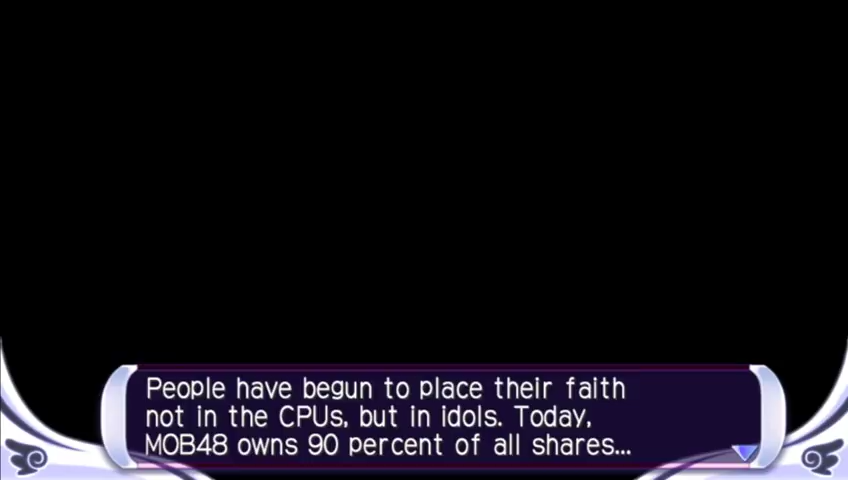 People have begun to place their faith
not in the CPUs, but in idols. Today,
MOB48 owns 90 percent of all shares...